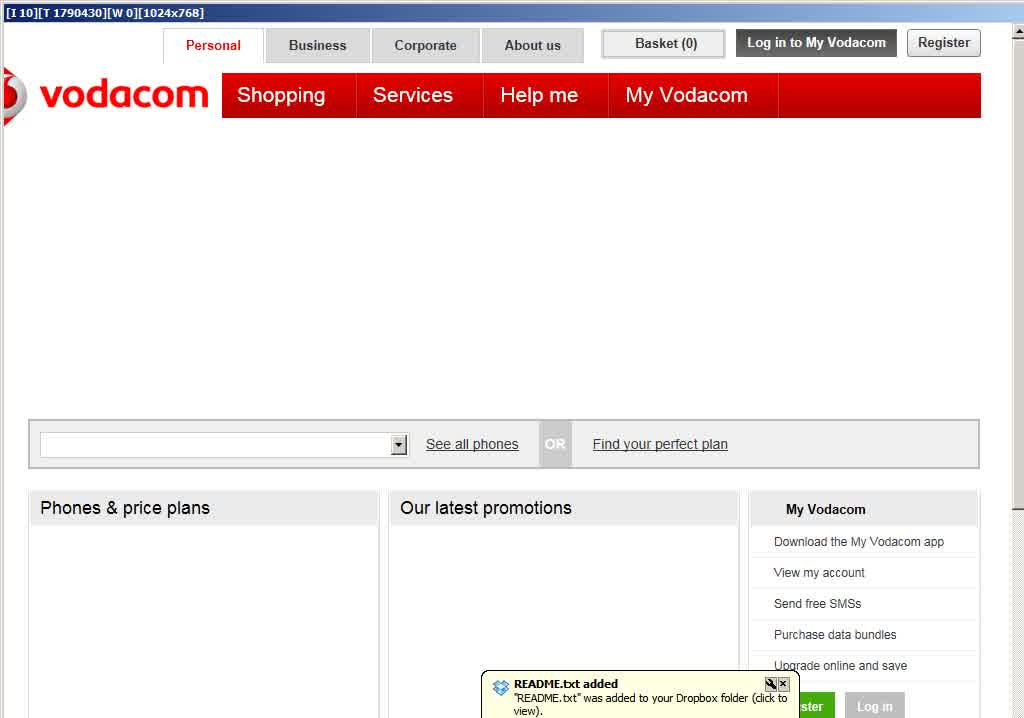 [I 10][T 1790430][W 0][1024x768]
Personal
Business
Corporate
About us
Basket (0)
Log in to My Vodacom
Register
vodacom
Shopping
Services
Help me
My Vodacom
See all phones
OR
Find your perfect plan
Phones & price plans
Our latest promotions
My Vodacom
Download the My Vodacom app
View my account
Send free SMSs
Purchase data bundles
Upgrade online and save
README.txt added
"README.txt" was added to your Dropbox folder (click to
view).
ster
Log in